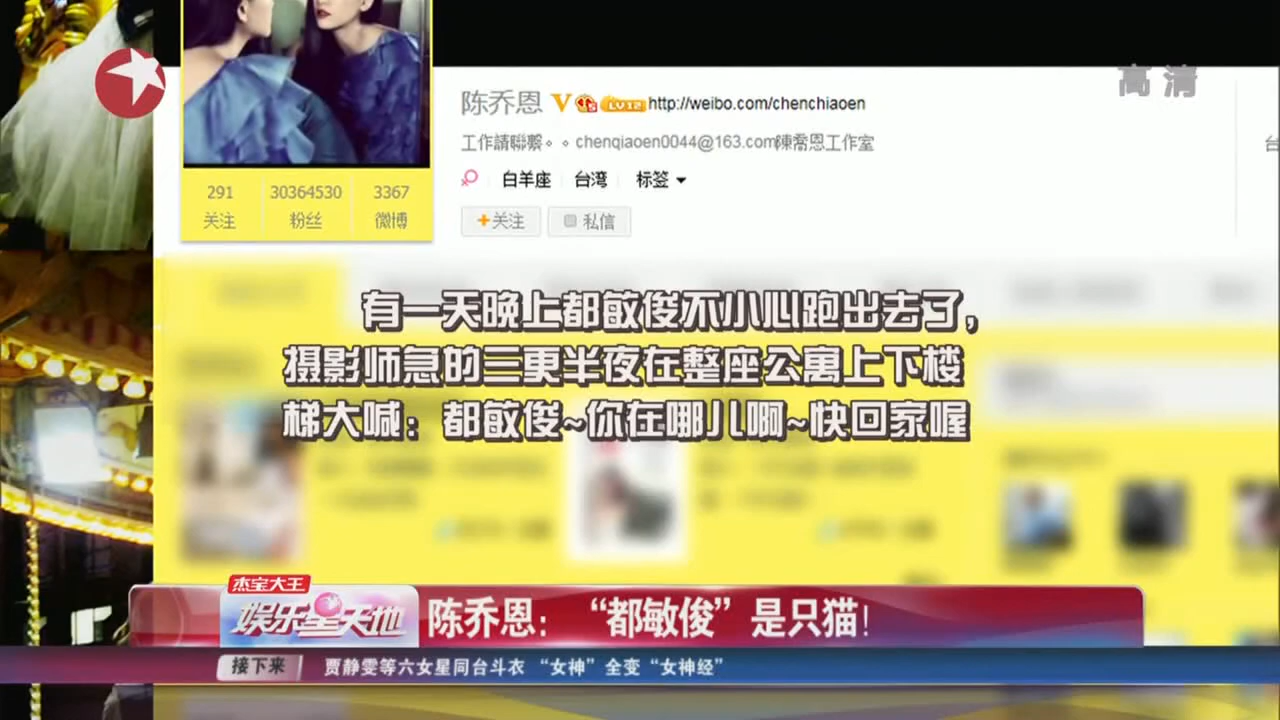 高清
陈乔恩 V LV12 http://weibo.com/chenchiaoen
工作請聯繫。。chenqiaoen0044@163.com陳喬恩工作室
白羊座 台湾 标签
291 30364530 3367
关注 粉丝 微博
+关注 私信
台
有一天晚上都敏俊不小心跑出去了，
摄影师急的三更半夜在整座公寓上下楼
梯大喊：都敏俊~你在哪儿啊~快回家喔
杰宝大王
娱乐星天地
陈乔恩：“都敏俊”是只猫！
接下来 贾静雯等六女星同台斗衣 “女神”全变“女神经”